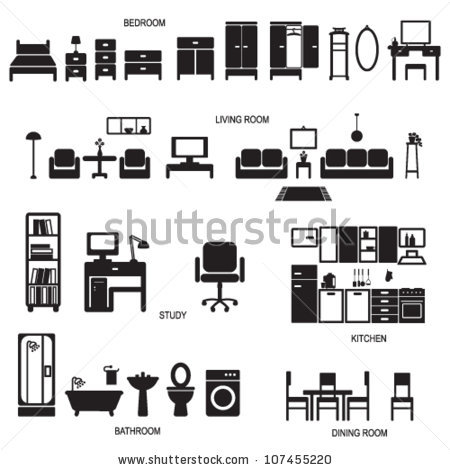 BEDROOM
LIVING ROOM
shutterstock
STUDY
KITCHEN
BATHROOM
DINING ROOM
www.shutterstock.com · 107455220